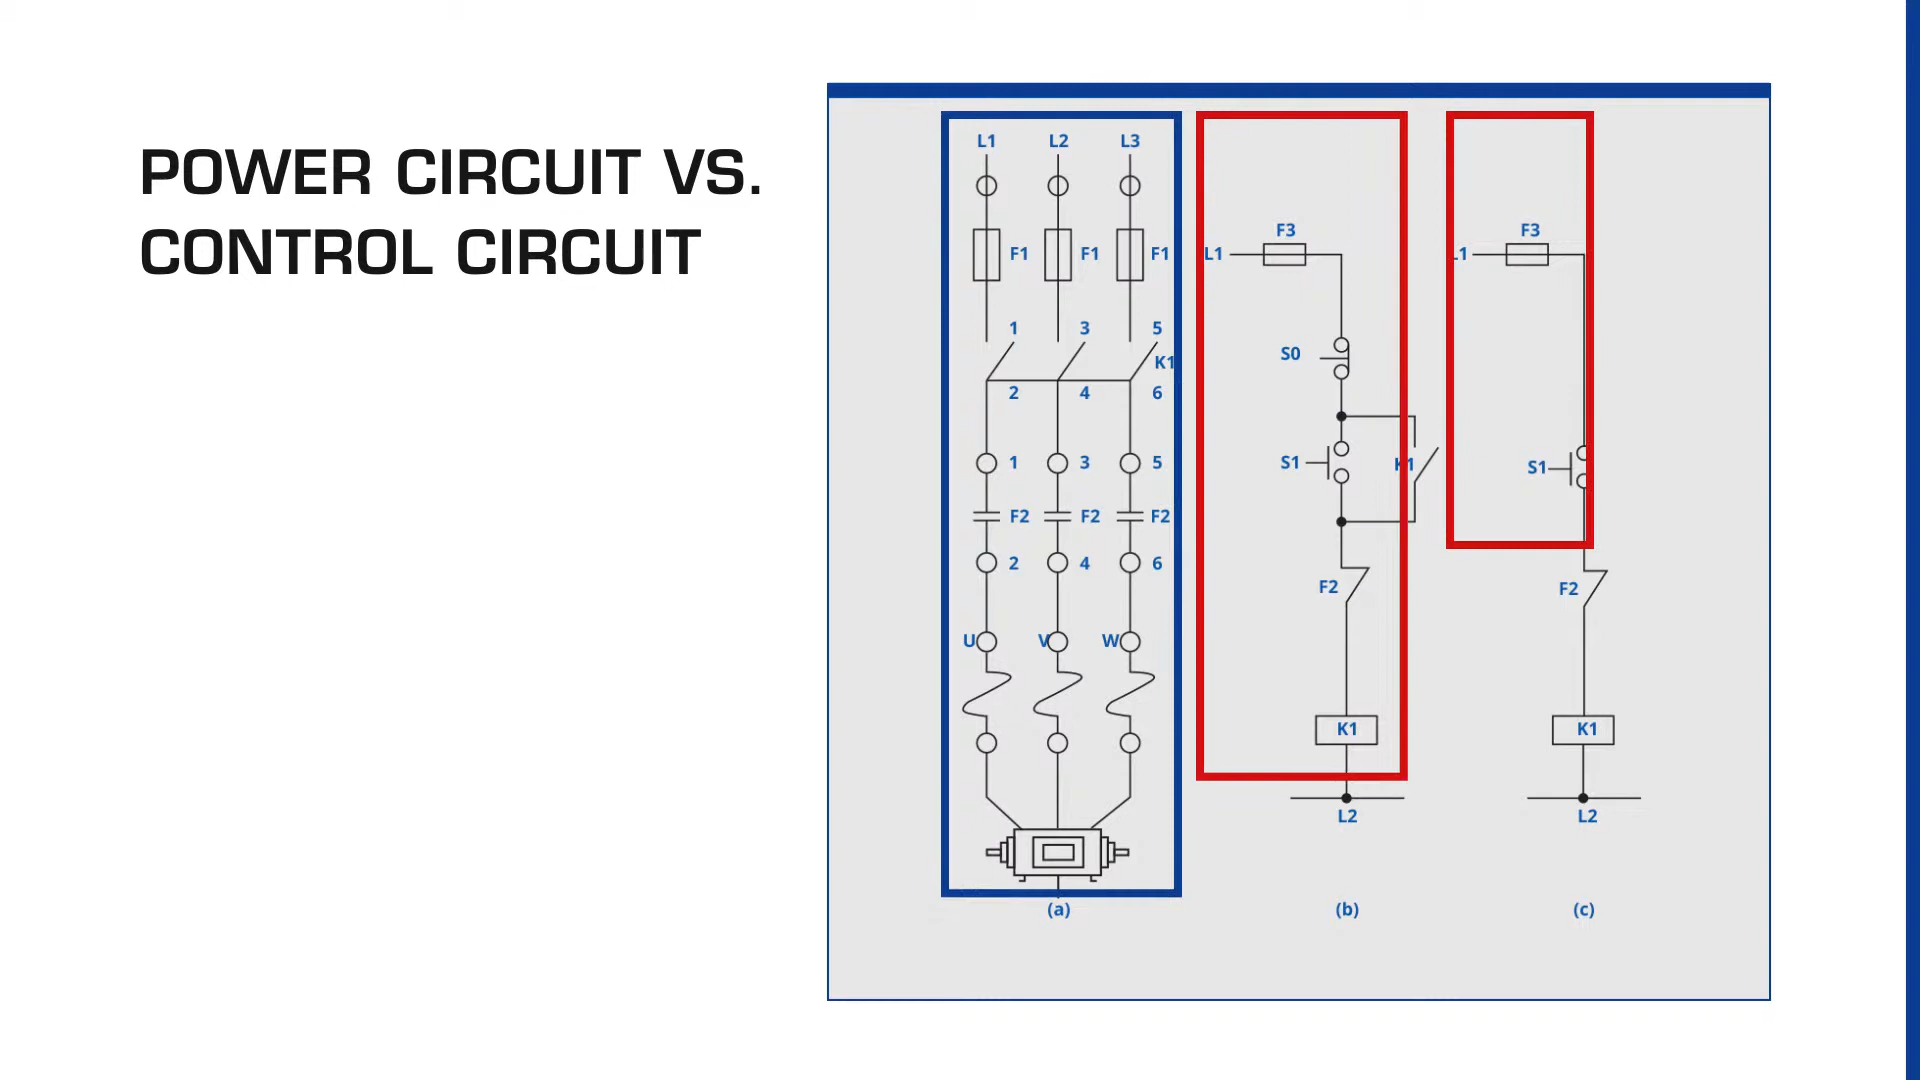 POWER CIRCUIT VS.
CONTROL CIRCUIT
L1 L2 L3
F1 F1 F1
1 3 5
K1
2 4 6
1 3 5
F2 F2 F2
2 4 6
U V W
(a)
F3
L1
S0
S1 K1
F2
K1
L2
(b)
F3
L1
S1
F2
K1
L2
(c)